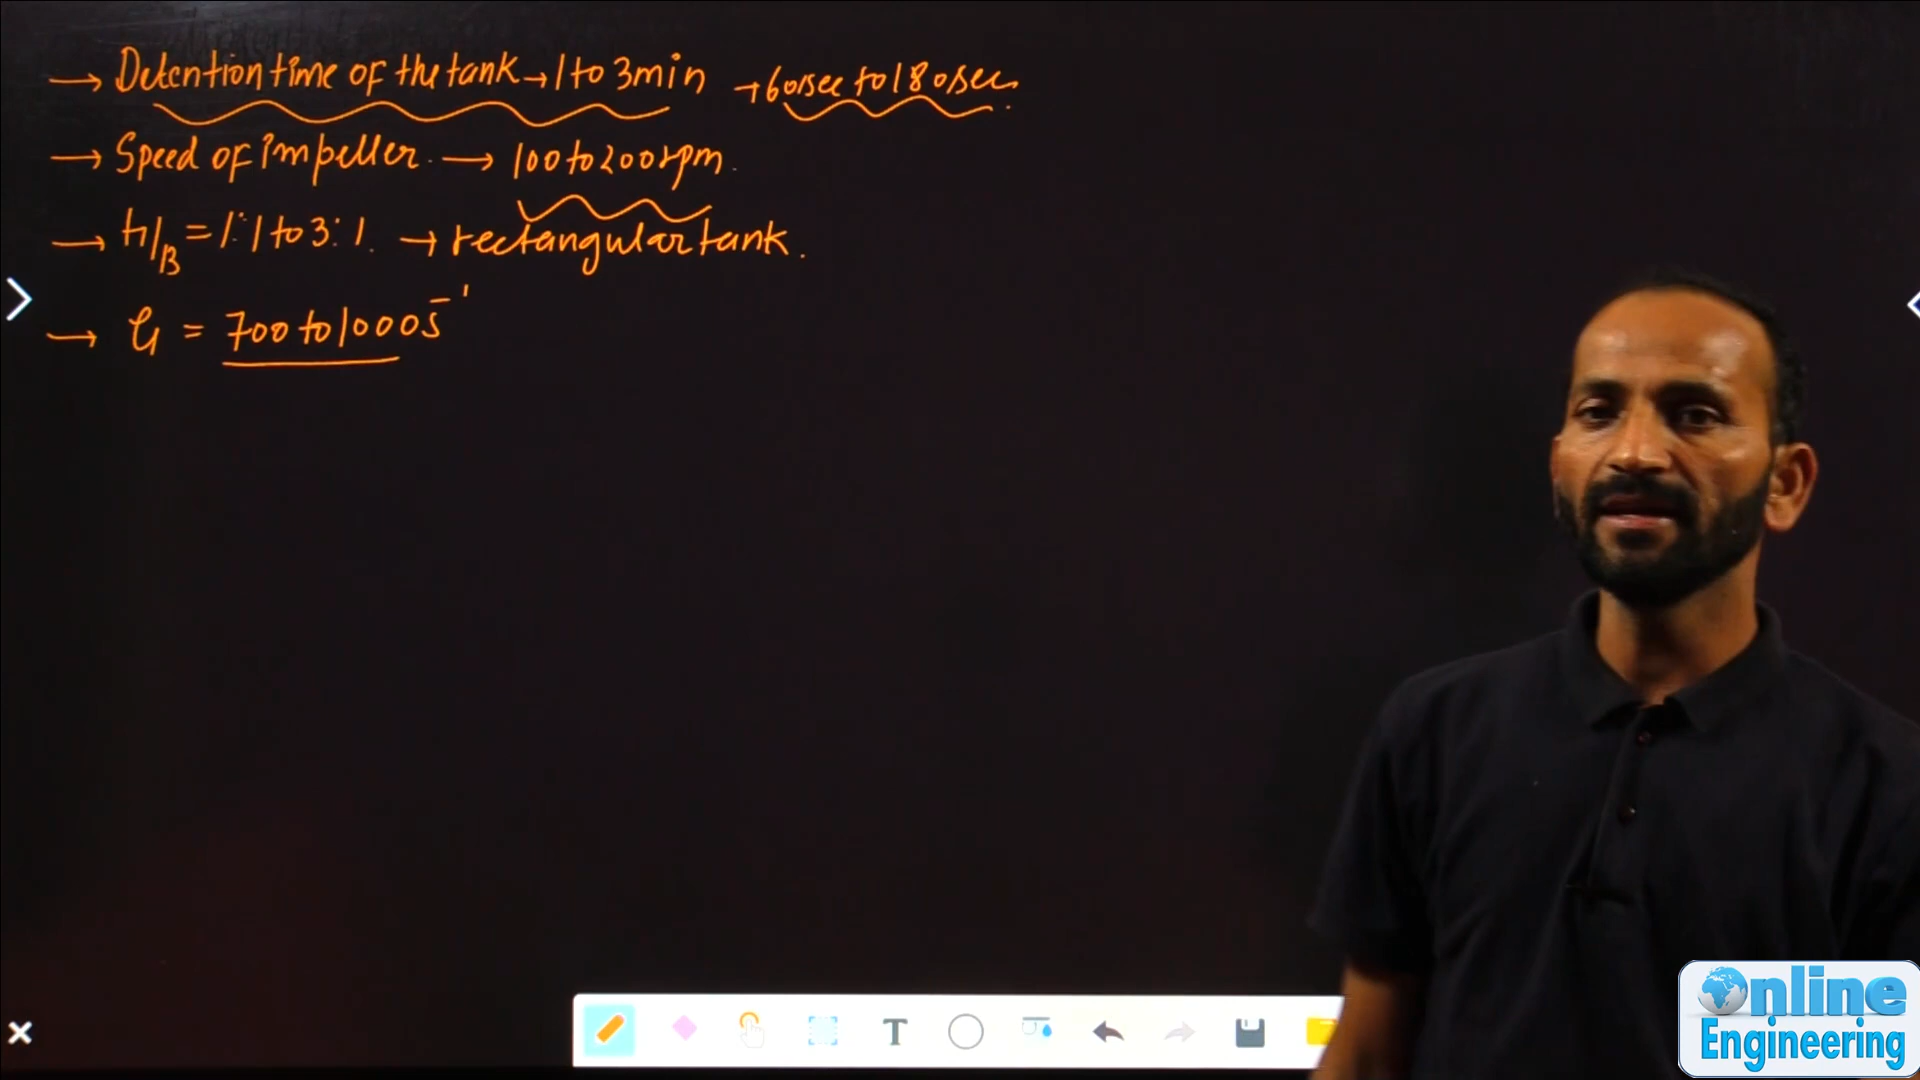 → Detention time of the tank → 1 to 3 min → 60 sec to 180 sec.
→ Speed of impeller. → 100 to 200 rpm.
→ H/B = 1:1 to 3:1. → rectangular tank.
→ G = 700 to 1000 s⁻¹
T
Online
Engineering